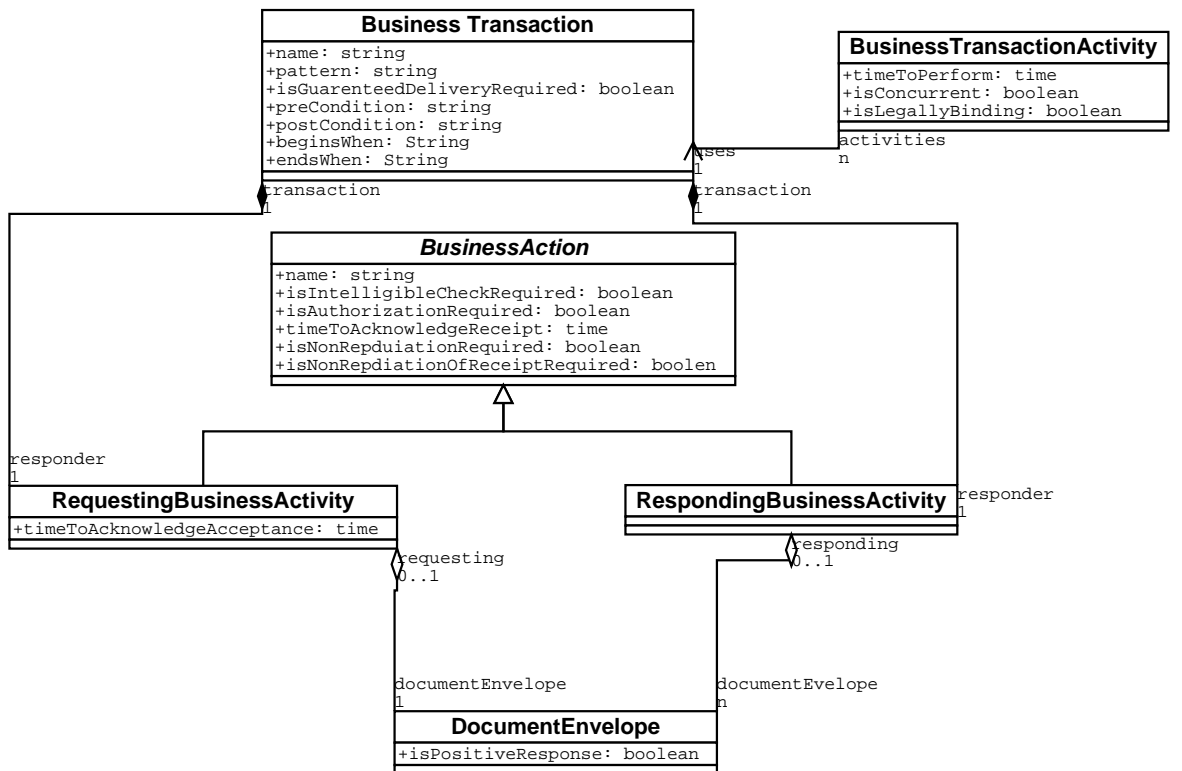 Business Transaction
+name: string
+pattern: string
+isGuarenteedDeliveryRequired: boolean
+preCondition: string
+postCondition: string
+beginsWhen: String
+endsWhen: String
BusinessTransactionActivity
+timeToPerform: time
+isConcurrent: boolean
+isLegallyBinding: boolean
uses
1
activities
n
transaction
1
transaction
1
BusinessAction
+name: string
+isIntelligibleCheckRequired: boolean
+isAuthorizationRequired: boolean
+timeToAcknowledgeReceipt: time
+isNonRepduiationRequired: boolean
+isNonRepdiationOfReceiptRequired: boolen
responder
1
RequestingBusinessActivity
+timeToAcknowledgeAcceptance: time
RespondingBusinessActivity
responder
1
requesting
0..1
responding
0..1
documentEnvelope
1
documentEvelope
n
DocumentEnvelope
+isPositiveResponse: boolean